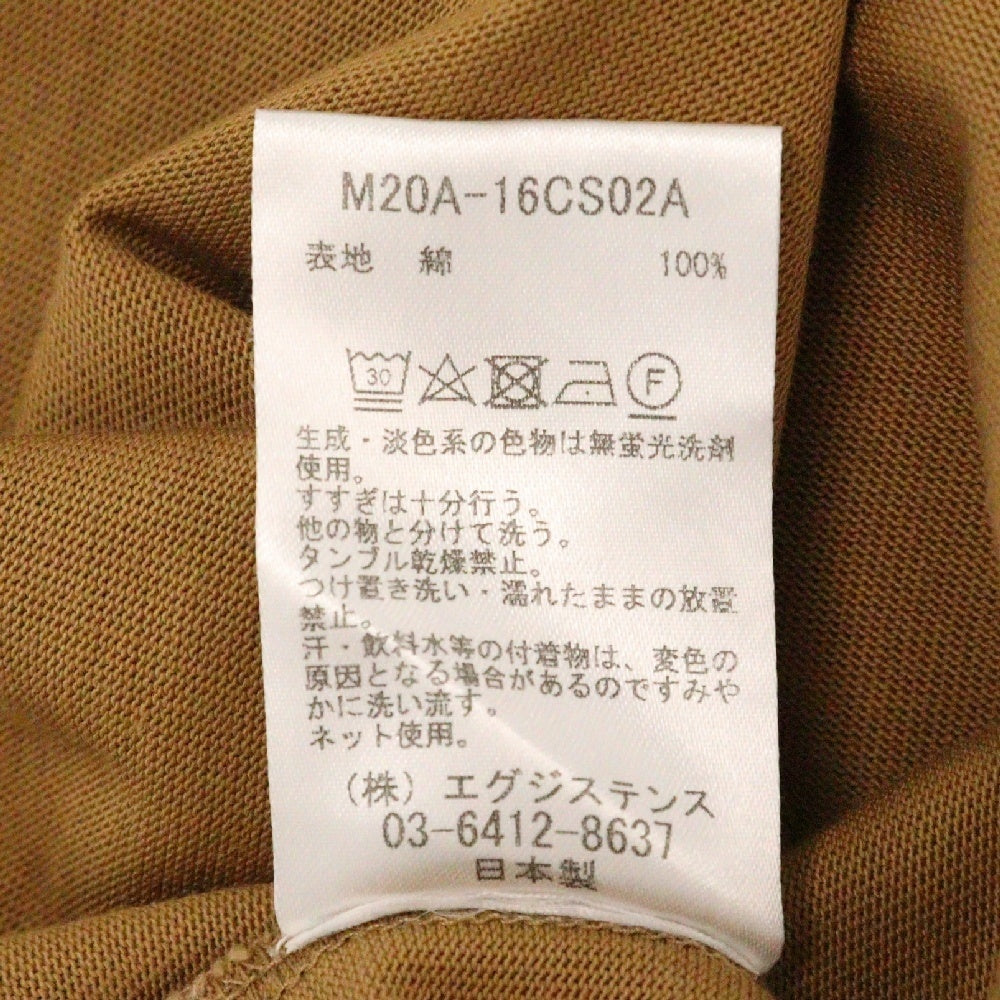 M20A-16CS02A
表地 綿 100%
30 F
生成・淡色系の色物は無蛍光洗剤
使用。
すすぎは十分行う。
他の物と分けて洗う。
タンブル乾燥禁止。
つけ置き洗い・濡れたままの放置
禁止。
汗・飲料水等の付着物は、変色の
原因となる場合があるのですみや
かに洗い流す。
ネット使用。
(株)エグジステンス
03-6412-8637
日本製